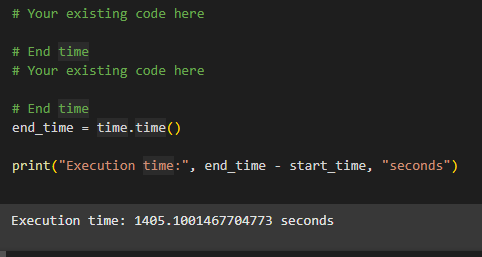 # Your existing code here
# End time
# Your existing code here
# End time
end_time = time.time()
print("Execution time:", end_time - start_time, "seconds")
Execution time: 1405.1001467704773 seconds